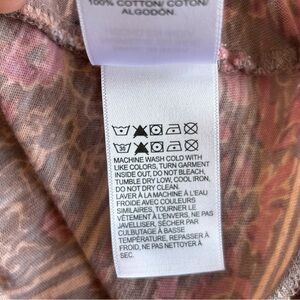 100% COTTON/ COTON/
ALGODÓN.
30
MACHINE WASH COLD WITH
LIKE COLORS, TURN GARMENT
INSIDE OUT, DO NOT BLEACH,
TUMBLE DRY LOW, COOL IRON,
DO NOT DRY CLEAN.
LAVER À LA MACHINE À L'EAU
FROIDE AVEC COULEURS
SIMILAIRES, TOURNER LE
VÊTEMENT À L'ENVERS, NE PAS
JAVELLISER, SÉCHER PAR
CULBUTAGE À BASSE
TEMPÉRATURE, REPASSER À
FROID, NE PAS NETTOYER À
SEC.